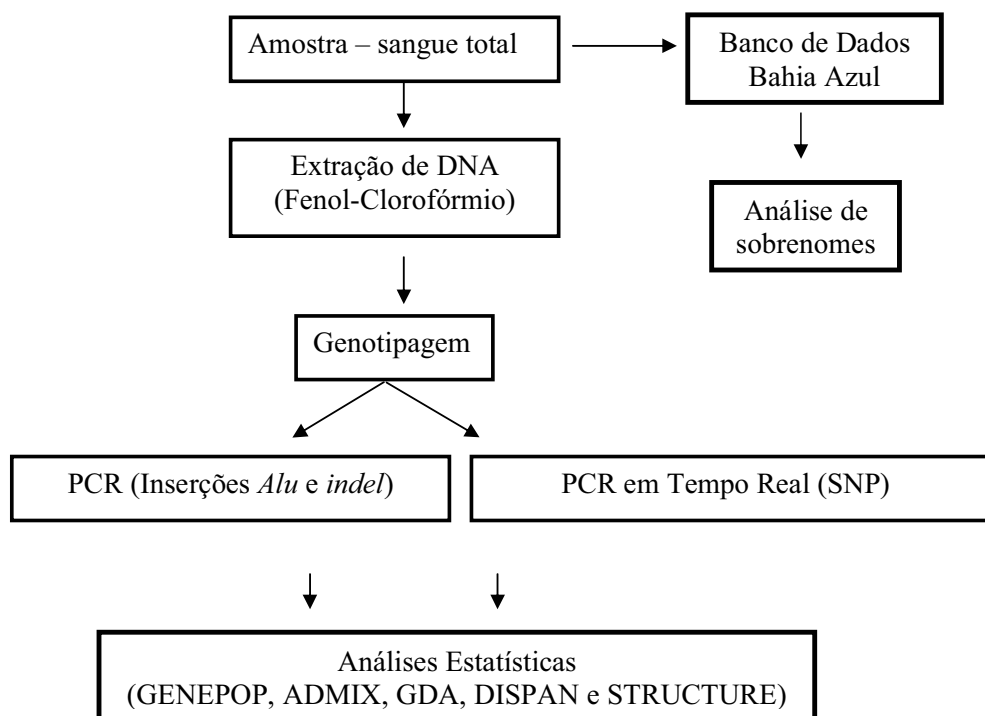 Amostra – sangue total
Banco de Dados
Bahia Azul
Extração de DNA
(Fenol-Clorofórmio)
Análise de
sobrenomes
Genotipagem
PCR (Inserções Alu e indel)
PCR em Tempo Real (SNP)
Análises Estatísticas
(GENEPOP, ADMIX, GDA, DISPAN e STRUCTURE)